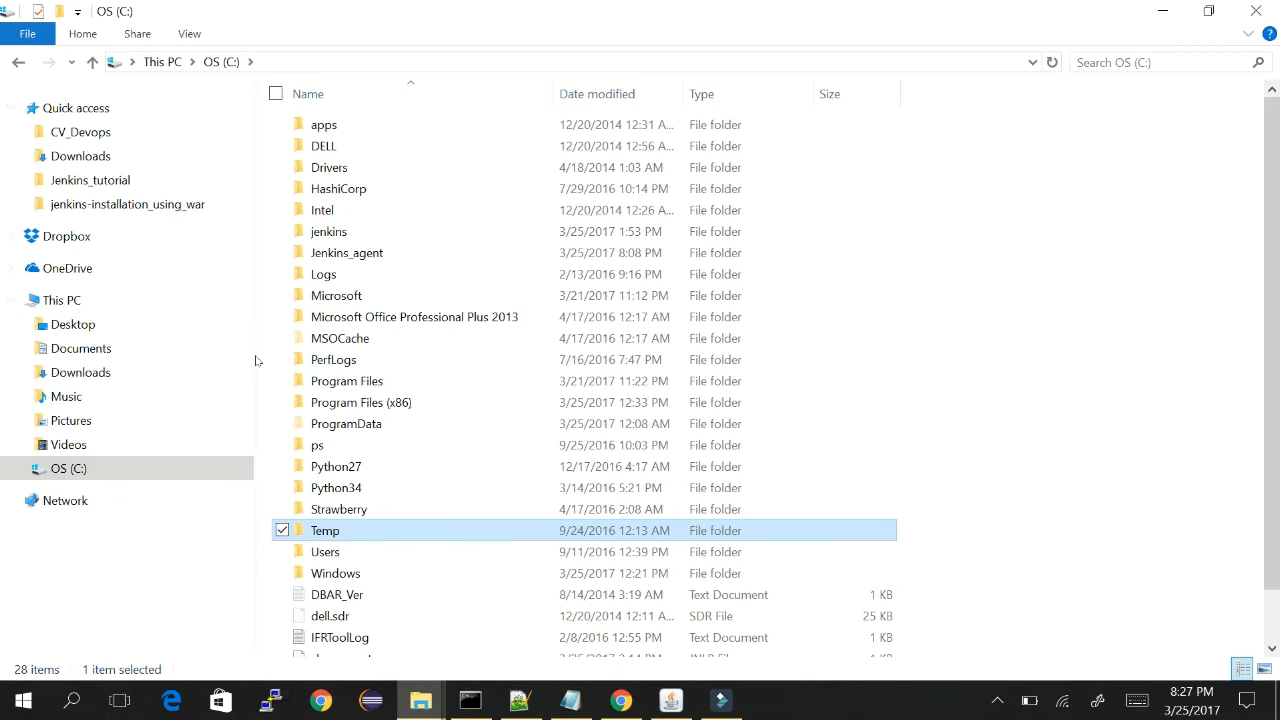 OS (C:)
File Home Share View
This PC OS (C:) Search OS (C:)
Name Date modified Type Size
Quick access
CV_Devops
Downloads
Jenkins_tutorial
jenkins-installation_using_war
Dropbox
OneDrive
This PC
Desktop
Documents
Downloads
Music
Pictures
Videos
OS (C:)
Network
apps 12/20/2014 12:31 A... File folder
DELL 12/20/2014 12:56 A... File folder
Drivers 4/18/2014 1:03 AM File folder
HashiCorp 7/29/2016 10:14 PM File folder
Intel 12/20/2014 12:26 A... File folder
jenkins 3/25/2017 1:53 PM File folder
Jenkins_agent 3/25/2017 8:08 PM File folder
Logs 2/13/2016 9:16 PM File folder
Microsoft 3/21/2017 11:12 PM File folder
Microsoft Office Professional Plus 2013 4/17/2016 12:17 AM File folder
MSOCache 4/17/2016 12:17 AM File folder
PerfLogs 7/16/2016 7:47 PM File folder
Program Files 3/21/2017 11:22 PM File folder
Program Files (x86) 3/25/2017 12:33 PM File folder
ProgramData 3/25/2017 12:08 AM File folder
ps 9/25/2016 10:03 PM File folder
Python27 12/17/2016 4:17 AM File folder
Python34 3/14/2016 5:21 PM File folder
Strawberry 4/17/2016 2:08 AM File folder
Temp 9/24/2016 12:13 AM File folder
Users 9/11/2016 12:39 PM File folder
Windows 3/25/2017 12:21 PM File folder
DBAR_Ver 8/14/2014 3:19 AM Text Document 1 KB
dell.sdr 12/20/2014 12:11 A... SDR File 25 KB
IFRToolLog 2/8/2016 12:55 PM Text Document 1 KB
28 items 1 item selected
8:27 PM
3/25/2017